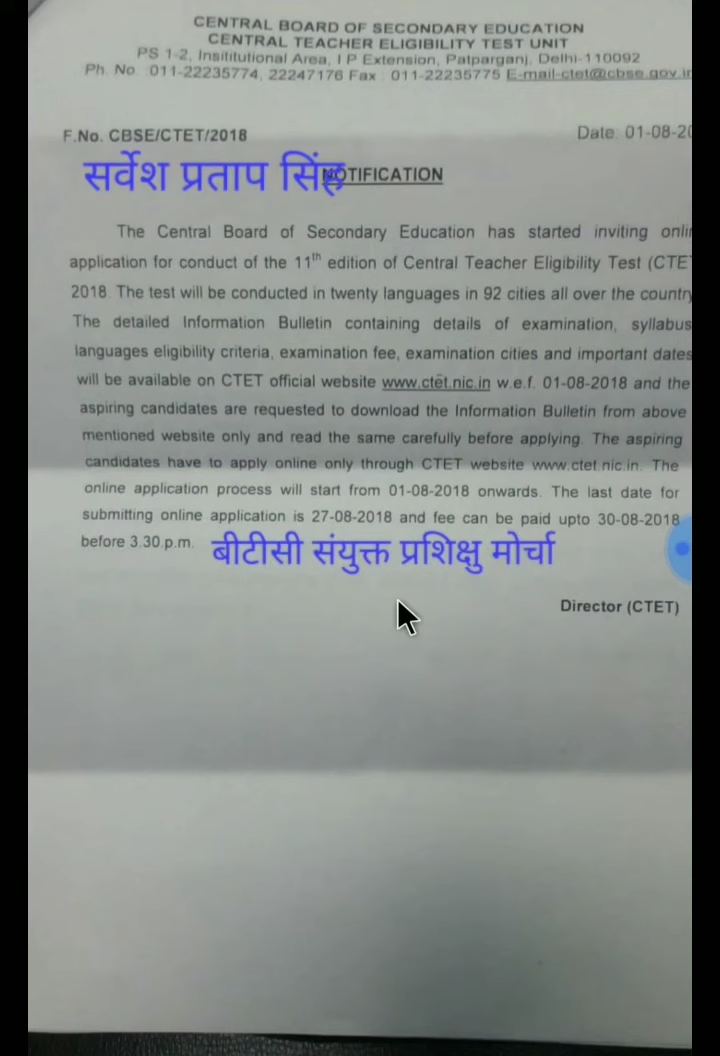 CENTRAL BOARD OF SECONDARY EDUCATION
CENTRAL TEACHER ELIGIBILITY TEST UNIT
PS 1-2, Insititutional Area, I P Extension, Patparganj, Delhi-110092
Ph. No. :011-22235774, 22247176 Fax : 011-22235775 E-mail-ctet@cbse.gov.in
F.No. CBSE/CTET/2018 Date: 01-08-20
सर्वेश प्रताप सिंह NOTIFICATION
The Central Board of Secondary Education has started inviting onlin
application for conduct of the 11th edition of Central Teacher Eligibility Test (CTET
2018. The test will be conducted in twenty languages in 92 cities all over the country
The detailed Information Bulletin containing details of examination, syllabus
languages eligibility criteria, examination fee, examination cities and important dates
will be available on CTET official website www.ctet.nic.in w.e.f. 01-08-2018 and the
aspiring candidates are requested to download the Information Bulletin from above
mentioned website only and read the same carefully before applying. The aspiring
candidates have to apply online only through CTET website www.ctet.nic.in. The
online application process will start from 01-08-2018 onwards. The last date for
submitting online application is 27-08-2018 and fee can be paid upto 30-08-2018
before 3.30.p.m. बीटीसी संयुक्त प्रशिक्षु मोर्चा
Director (CTET)